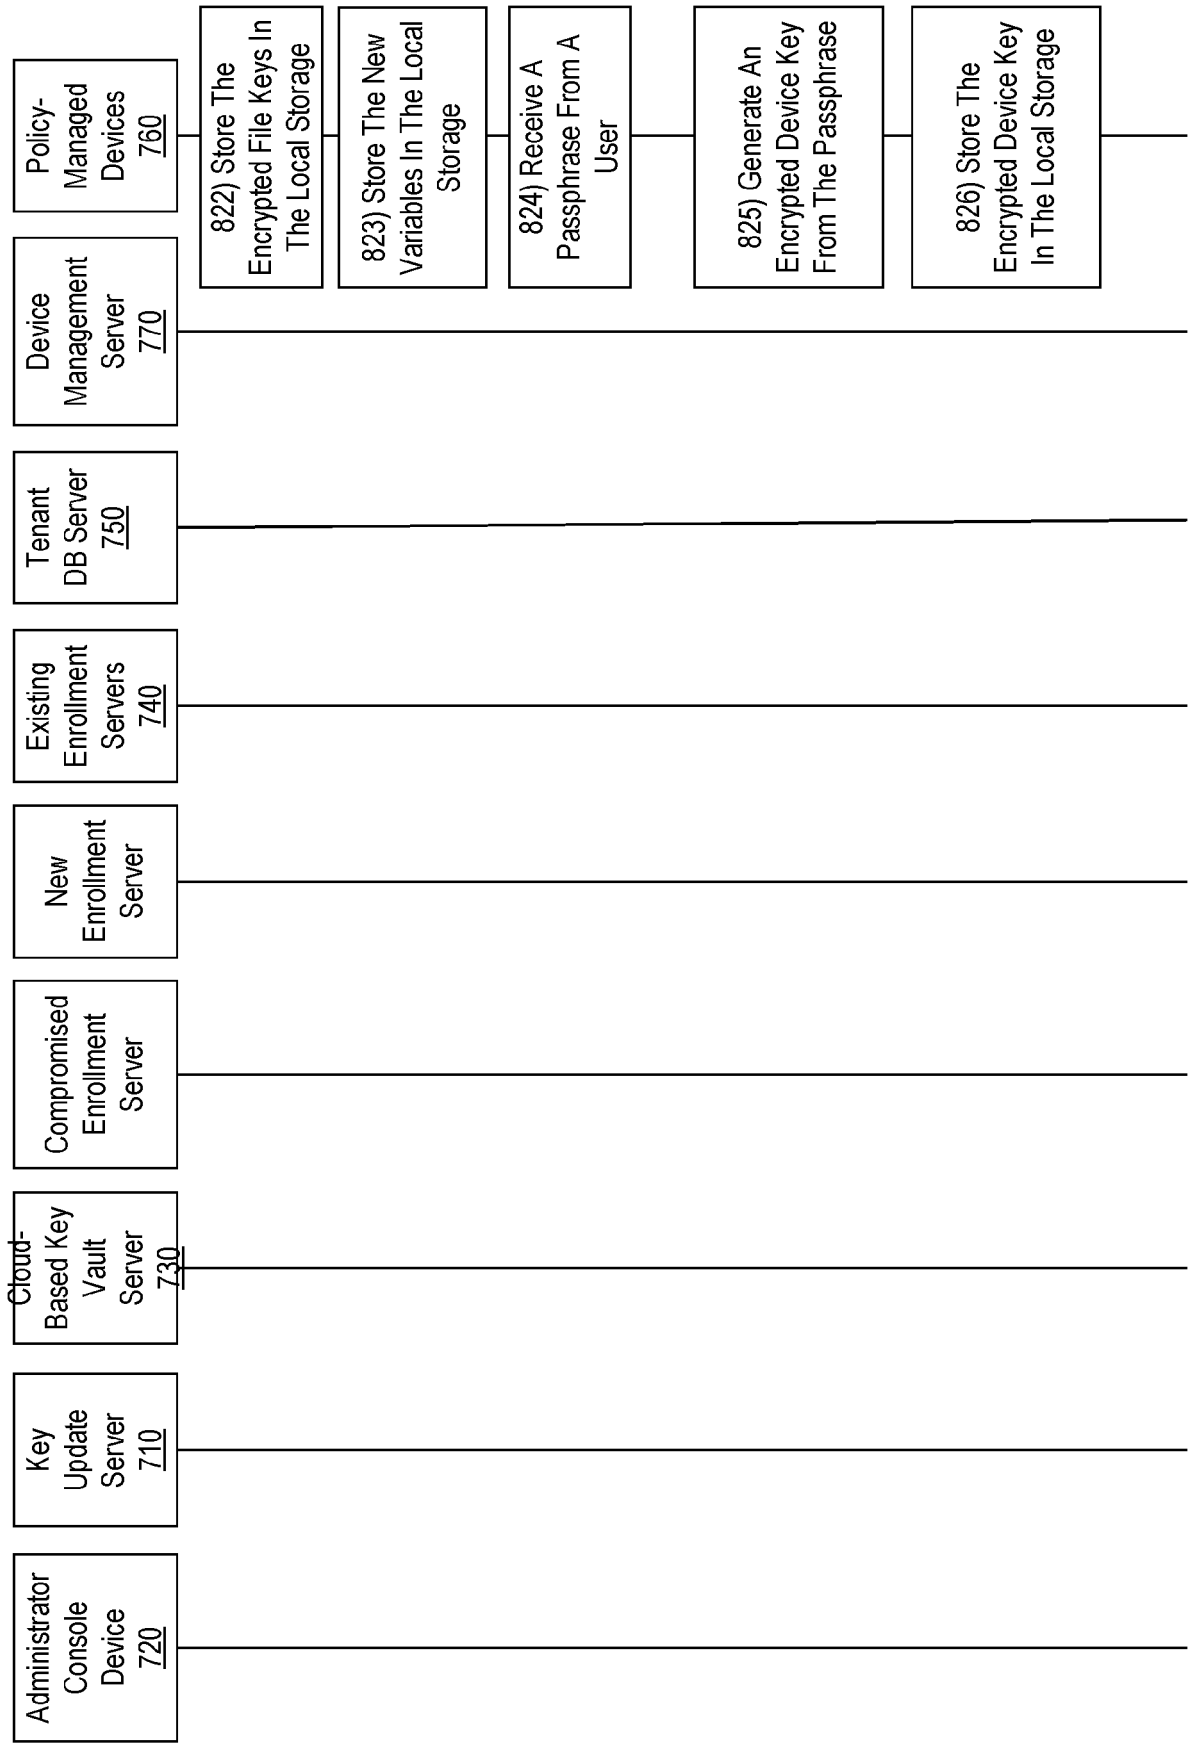 Administrator
Console
Device
720
Key
Update
Server
710
Cloud-
Based Key
Vault
Server
730
Compromised
Enrollment
Server
New
Enrollment
Server
Existing
Enrollment
Servers
740
Tenant
DB Server
750
Device
Management
Server
770
Policy-
Managed
Devices
760
822) Store The
Encrypted File Keys In
The Local Storage
823) Store The New
Variables In The Local
Storage
824) Receive A
Passphrase From A
User
825) Generate An
Encrypted Device Key
From The Passphrase
826) Store The
Encrypted Device Key
In The Local Storage